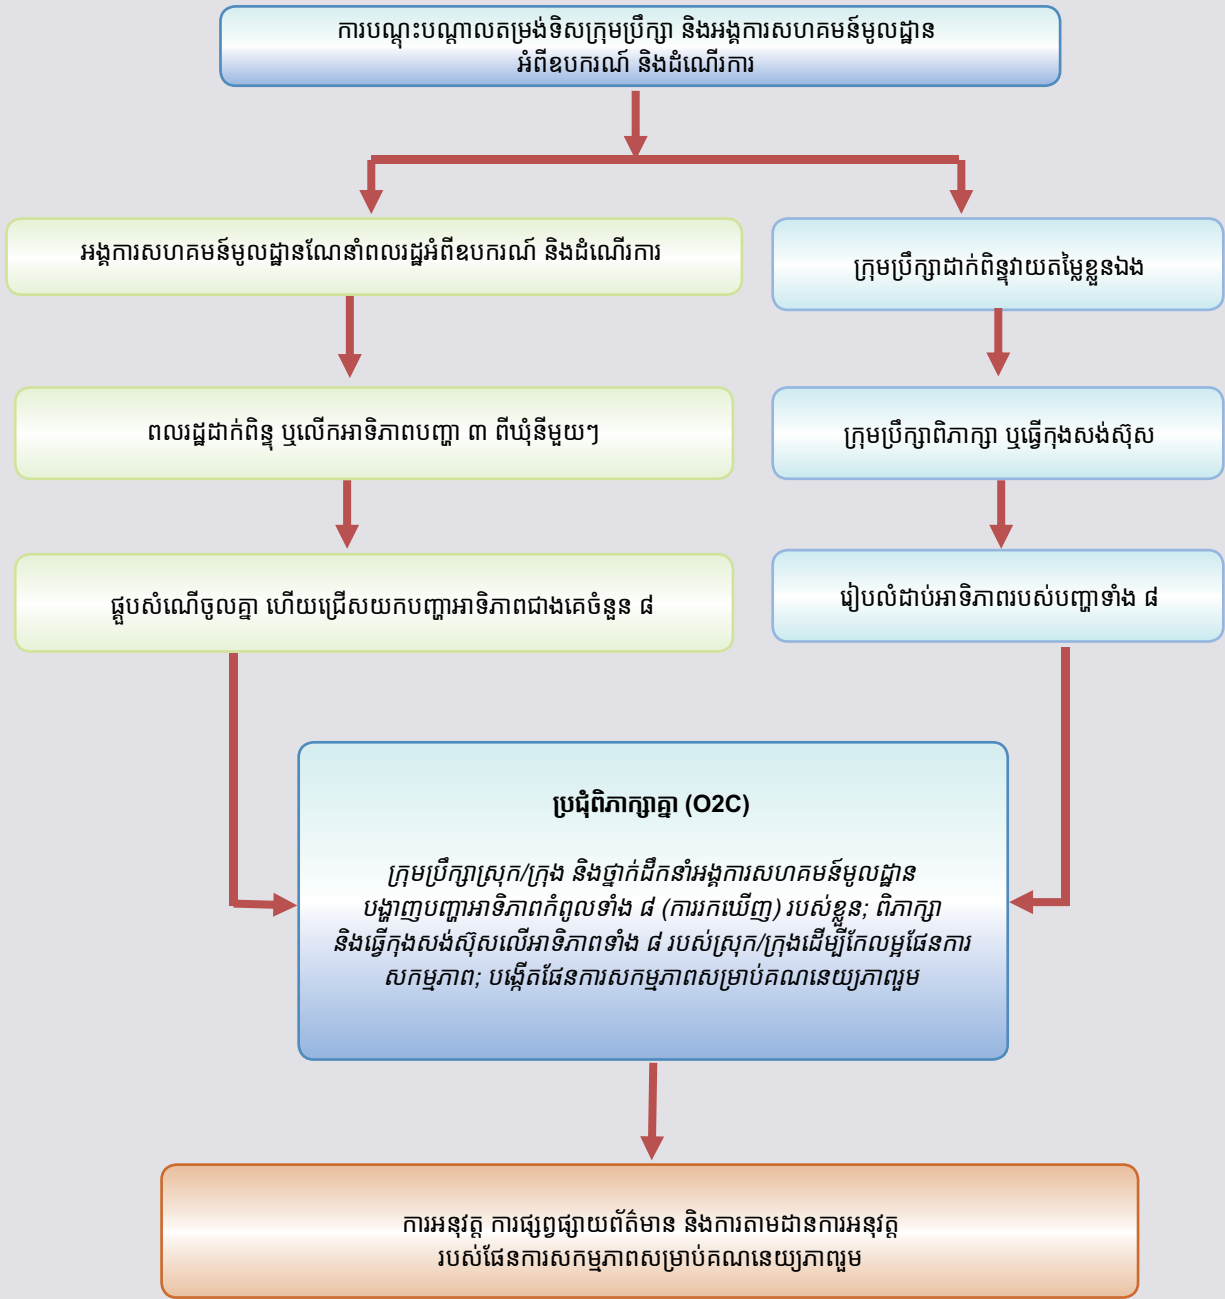 ការបណ្តុះបណ្តាលតម្រង់ទិសក្រុមប្រឹក្សា និងអង្គការសហគមន៍មូលដ្ឋាន
អំពីឧបករណ៍ និងដំណើរការ
អង្គការសហគមន៍មូលដ្ឋានណែនាំពលរដ្ឋអំពីឧបករណ៍ និងដំណើរការ
ពលរដ្ឋដាក់ពិន្ទុ ឬលើកអាទិភាពបញ្ហា ៣ ពីឃុំនីមួយៗ
ផ្តួបសំណើចូលគ្នា ហើយជ្រើសយកបញ្ហាអាទិភាពជាងគេចំនួន ៨
ក្រុមប្រឹក្សាដាក់ពិន្ទុវាយតម្លៃខ្លួនឯង
ក្រុមប្រឹក្សាពិភាក្សា ឬធ្វើកុងសង់ស៊ុស
រៀបលំដាប់អាទិភាពរបស់បញ្ហាទាំង ៨
ប្រជុំពិភាក្សាគ្នា (O2C)
ក្រុមប្រឹក្សាស្រុក/ក្រុង និងថ្នាក់ដឹកនាំអង្គការសហគមន៍មូលដ្ឋាន
បង្ហាញបញ្ហាអាទិភាពកំពូលទាំង ៨ (ការរកឃើញ) របស់ខ្លួន; ពិភាក្សា
និងធ្វើកុងសង់ស៊ុសលើអាទិភាពទាំង ៨ របស់ស្រុក/ក្រុងដើម្បីកែលម្អផែនការ
សកម្មភាព; បង្កើតផែនការសកម្មភាពសម្រាប់គណនេយ្យភាពរួម
ការអនុវត្ត ការផ្សព្វផ្សាយព័ត៌មាន និងការតាមដានការអនុវត្ត
របស់ផែនការសកម្មភាពសម្រាប់គណនេយ្យភាពរួម